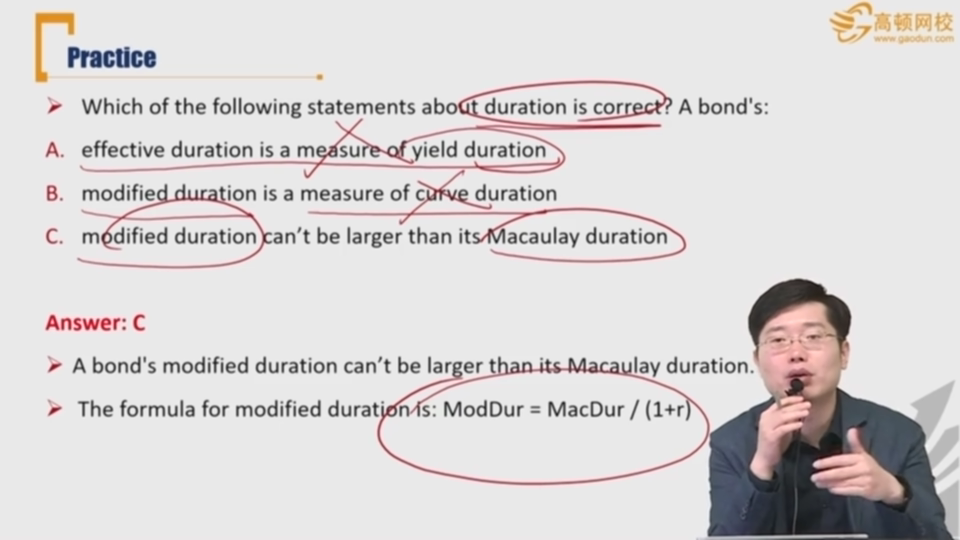 高顿网校
www.gaodun.com
Practice
Which of the following statements about duration is correct? A bond's:
A. effective duration is a measure of yield duration
B. modified duration is a measure of curve duration
C. modified duration can't be larger than its Macaulay duration
Answer: C
A bond's modified duration can't be larger than its Macaulay duration.
The formula for modified duration is: ModDur = MacDur / (1+r)